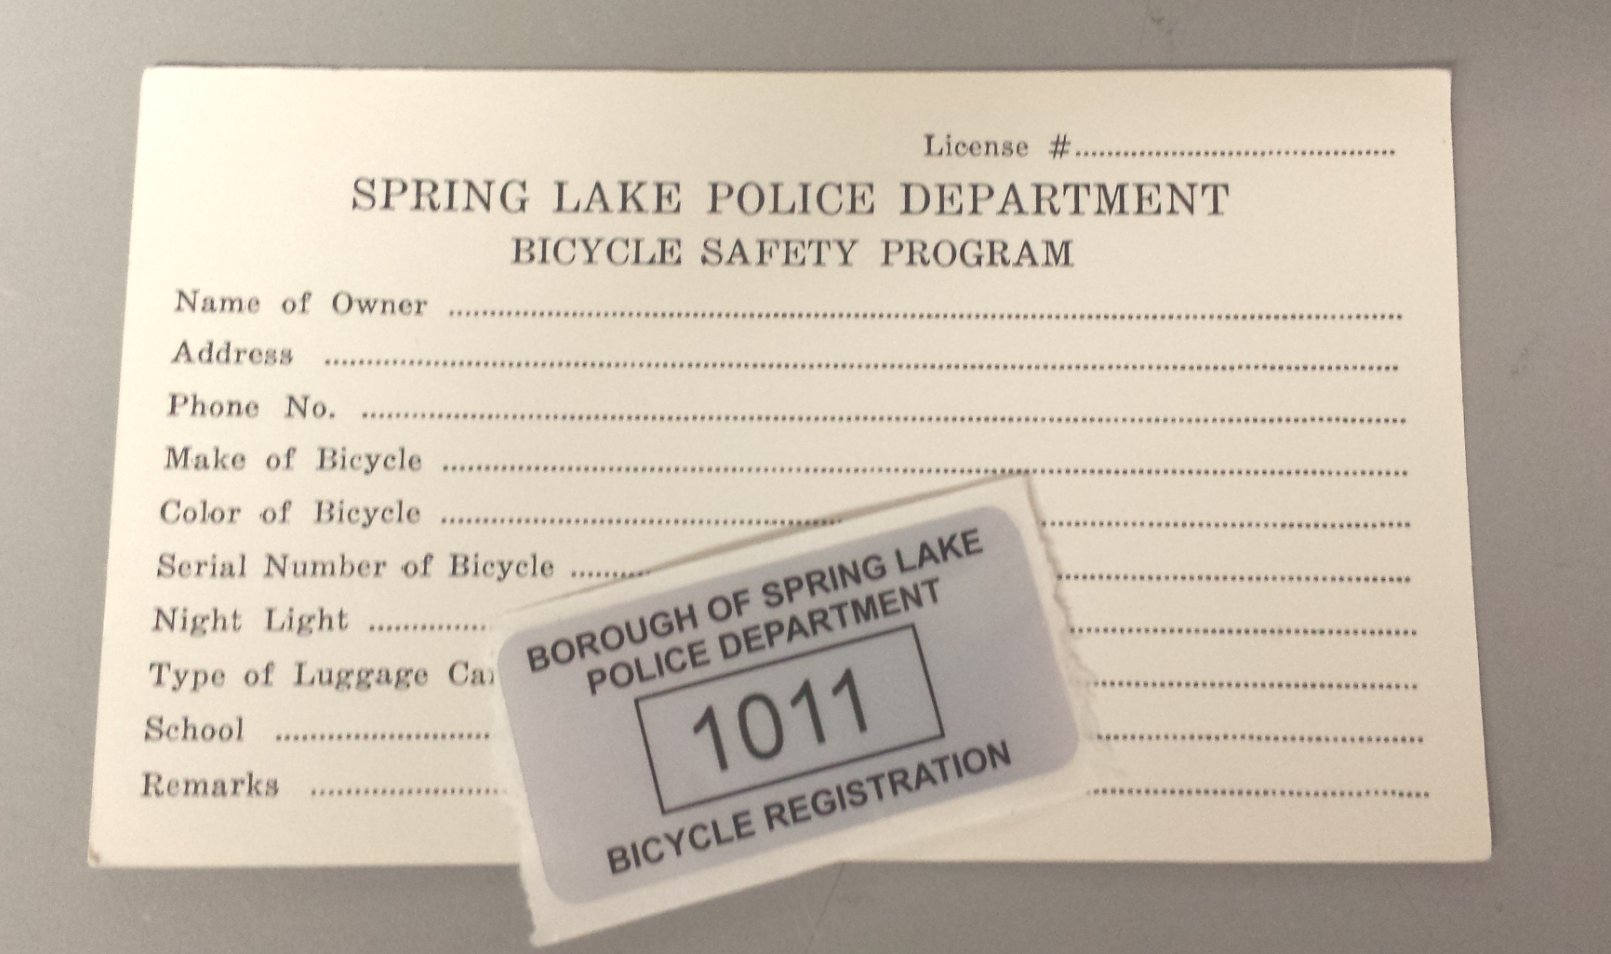 License #
SPRING LAKE POLICE DEPARTMENT
BICYCLE SAFETY PROGRAM
Name of Owner
Address
Phone No.
Make of Bicycle
Color of Bicycle
Serial Number of Bicycle
Night Light
Type of Luggage
School
Remarks
BOROUGH OF SPRING LAKE
POLICE DEPARTMENT
1011
BICYCLE REGISTRATION